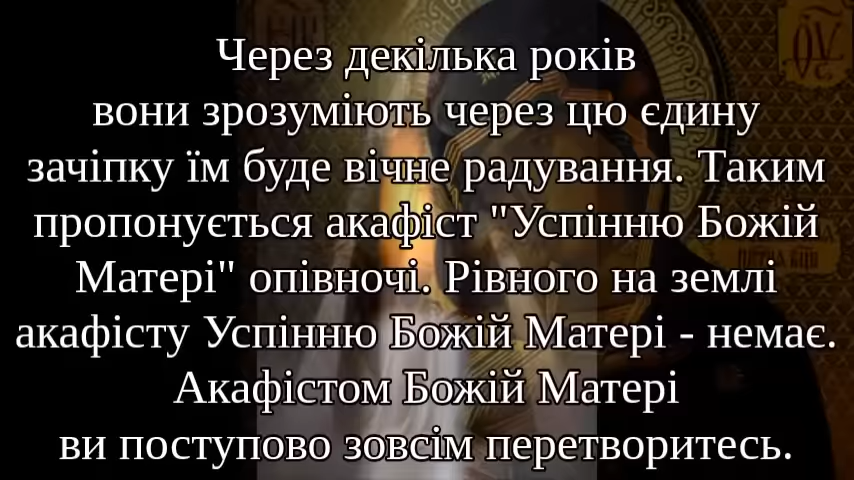 Через декілька років
вони зрозуміють через цю єдину
зачіпку їм буде вічне радування. Таким
пропонується акафіст "Успінню Божій
Матері" опівночі. Рівного на землі
акафісту Успінню Божій Матері - немає.
Акафістом Божій Матері
ви поступово зовсім перетворитесь.